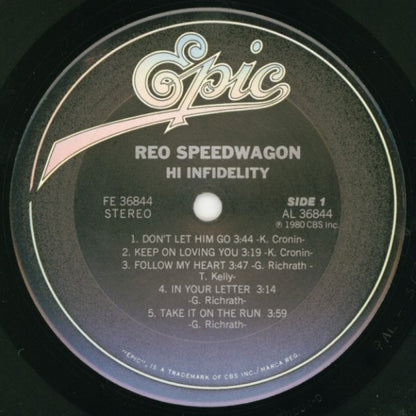 Epic
REO SPEEDWAGON
HI INFIDELITY
FE 36844
STEREO
SIDE 1
AL 36844
℗ 1980 CBS Inc.
1. DON'T LET HIM GO 3:44 -K. Cronin-
2. KEEP ON LOVING YOU 3:19 -K. Cronin-
3. FOLLOW MY HEART 3:47 -G. Richrath -
T. Kelly-
4. IN YOUR LETTER 3:14
-G. Richrath-
5. TAKE IT ON THE RUN 3:59
-G. Richrath-
"EPIC", IS A TRADEMARK OF CBS INC./MARCA REG.